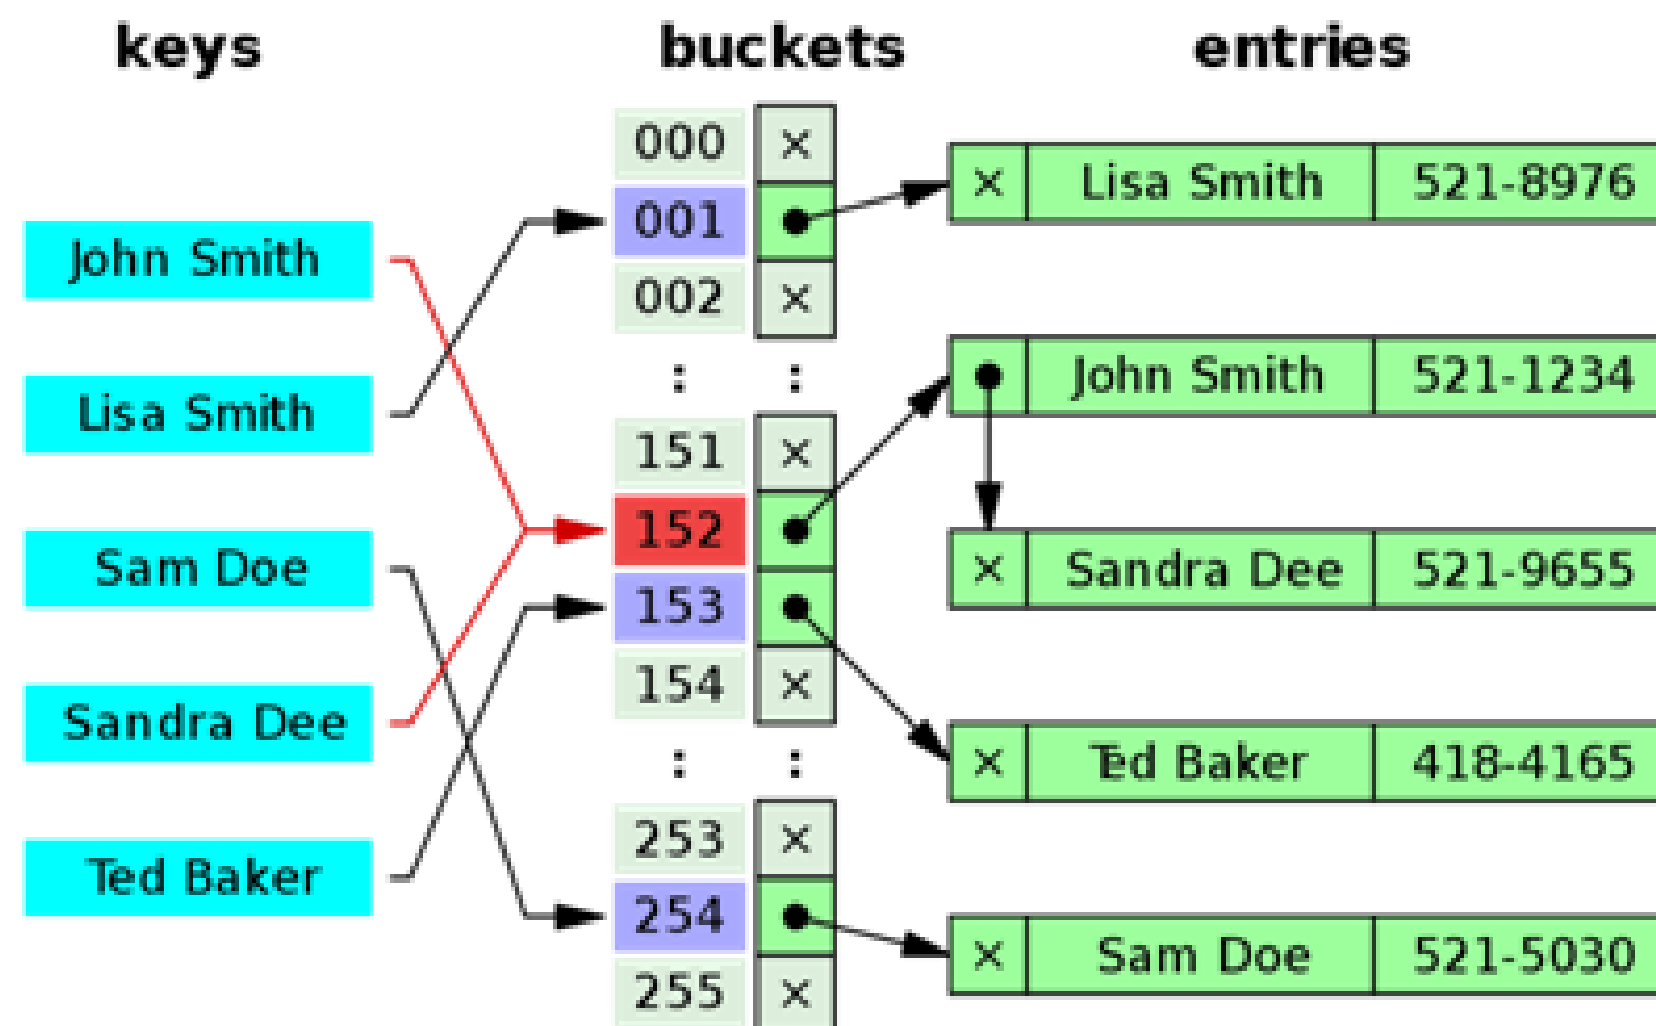 keys
buckets
entries
John Smith
Lisa Smith
Sam Doe
Sandra Dee
Ted Baker
000 ×
001
002 ×
: :
151 ×
152
153
154 ×
: :
253 ×
254
255 ×
× Lisa Smith 521-8976
John Smith 521-1234
× Sandra Dee 521-9655
× Ted Baker 418-4165
× Sam Doe 521-5030